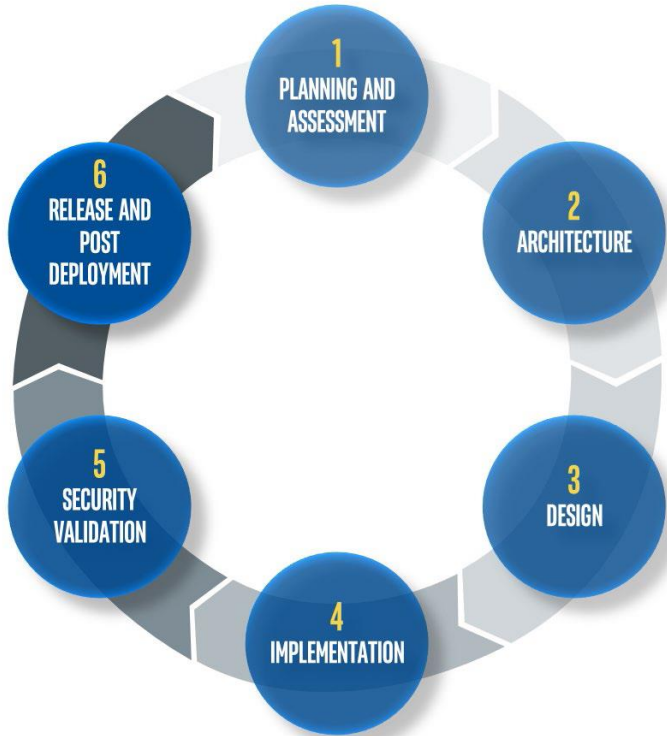 1
PLANNING AND
ASSESSMENT
2
ARCHITECTURE
3
DESIGN
4
IMPLEMENTATION
5
SECURITY
VALIDATION
6
RELEASE AND
POST
DEPLOYMENT